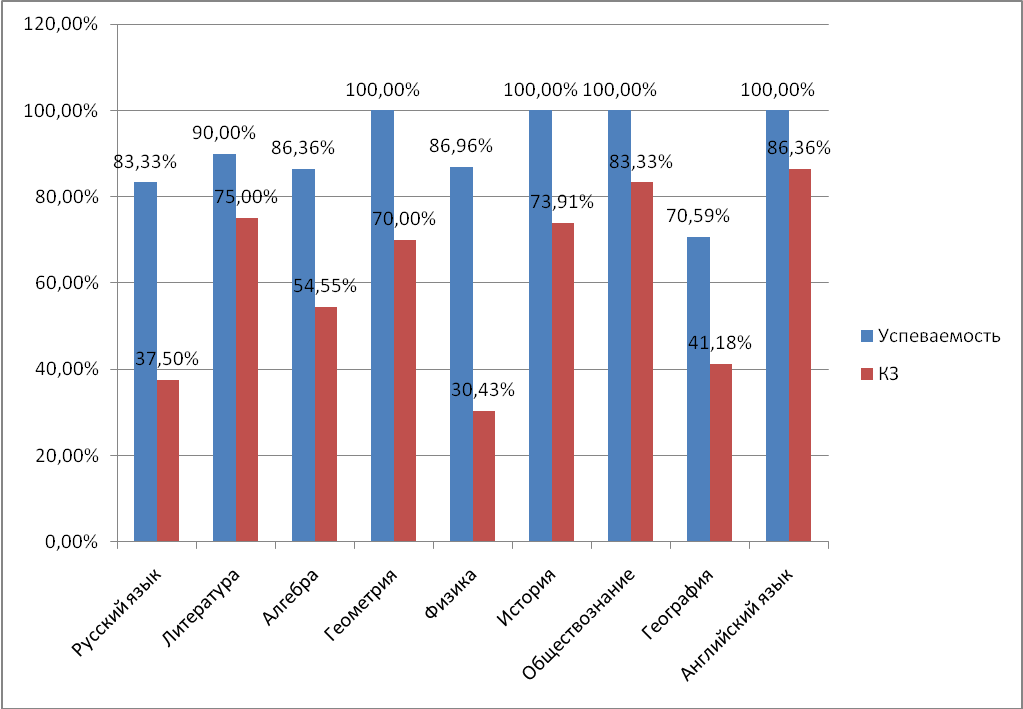 120,00%
100,00%
80,00%
60,00%
40,00%
20,00%
0,00%
83,33%
90,00%
86,36%
100,00%
86,96%
100,00%
100,00%
70,59%
100,00%
37,50%
75,00%
54,55%
70,00%
30,43%
73,91%
83,33%
41,18%
86,36%
Русский язык
Литература
Алгебра
Геометрия
Физика
История
Обществознание
География
Английский язык
Успеваемость
КЗ